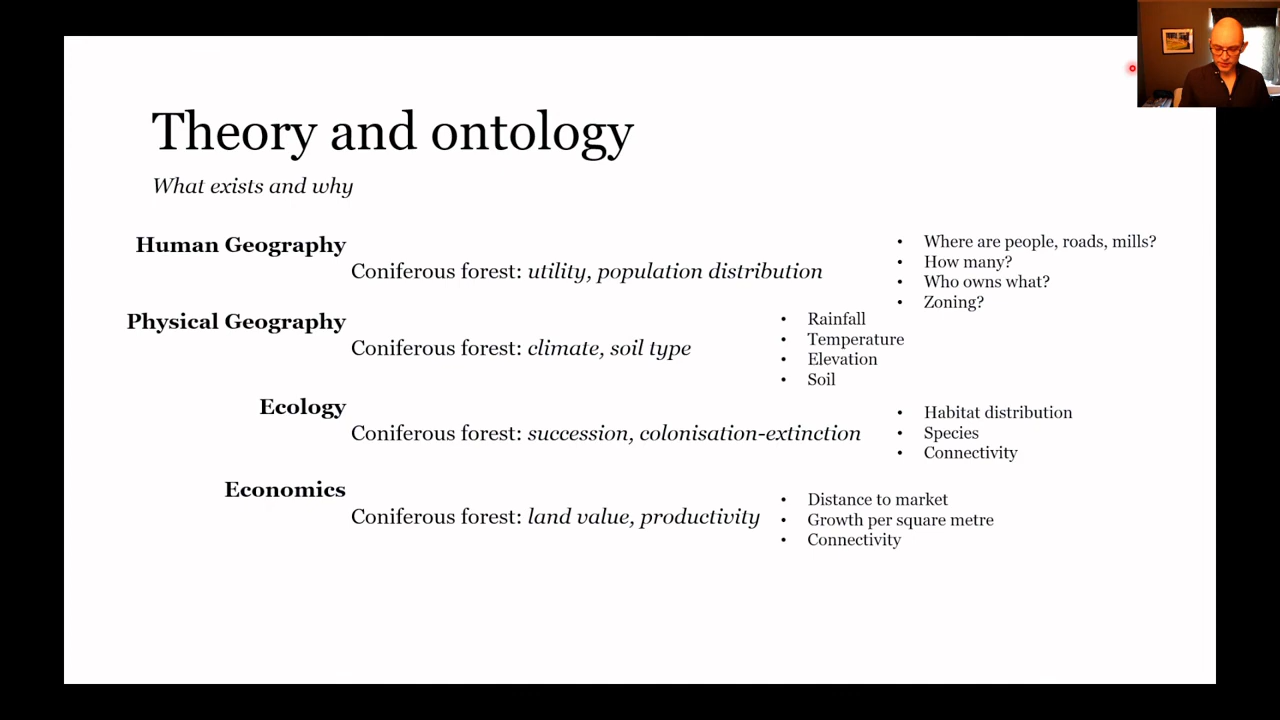 Theory and ontology
What exists and why
Human Geography
Coniferous forest: utility, population distribution
• Where are people, roads, mills?
• How many?
• Who owns what?
• Zoning?
Physical Geography
Coniferous forest: climate, soil type
• Rainfall
• Temperature
• Elevation
• Soil
Ecology
Coniferous forest: succession, colonisation-extinction
• Habitat distribution
• Species
• Connectivity
Economics
Coniferous forest: land value, productivity
• Distance to market
• Growth per square metre
• Connectivity